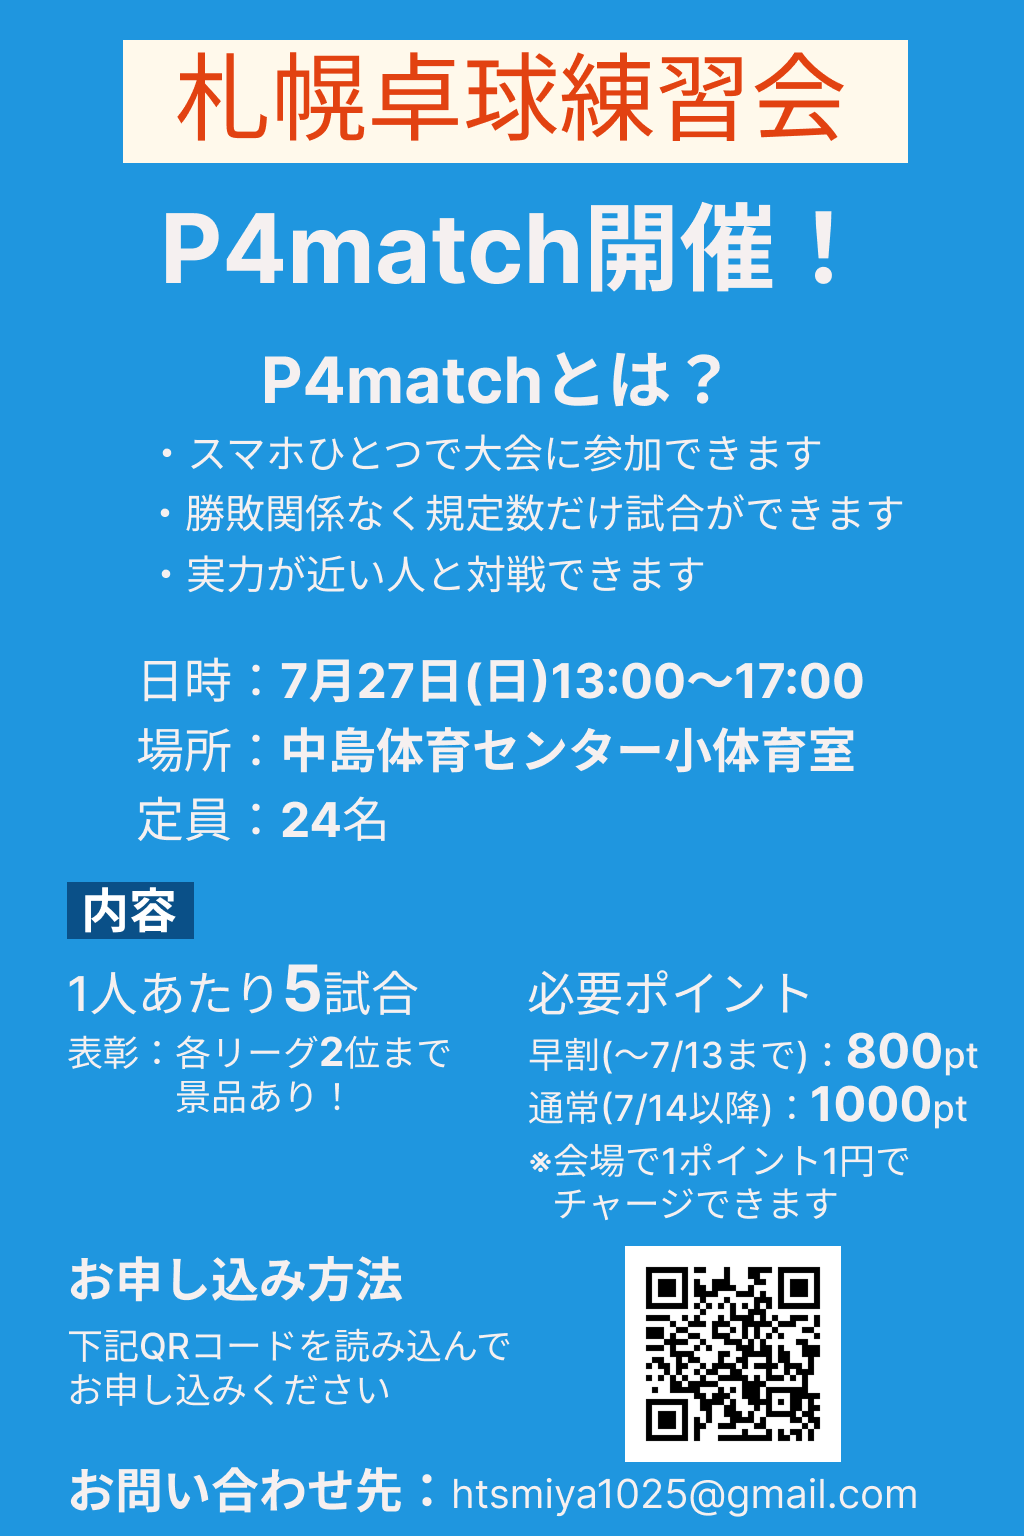 札幌卓球練習会
P4match開催！
P4matchとは？
・スマホひとつで大会に参加できます
・勝敗関係なく規定数だけ試合ができます
・実力が近い人と対戦できます
日時：7月27日(日)13:00〜17:00
場所：中島体育センター小体育室
定員：24名
内容
1人あたり5試合
表彰：各リーグ2位まで
景品あり！
必要ポイント
早割(〜7/13まで)：800pt
通常(7/14以降)：1000pt
※会場で1ポイント1円で
チャージできます
お申し込み方法
下記QRコードを読み込んで
お申し込みください
お問い合わせ先：htsmiya1025@gmail.com